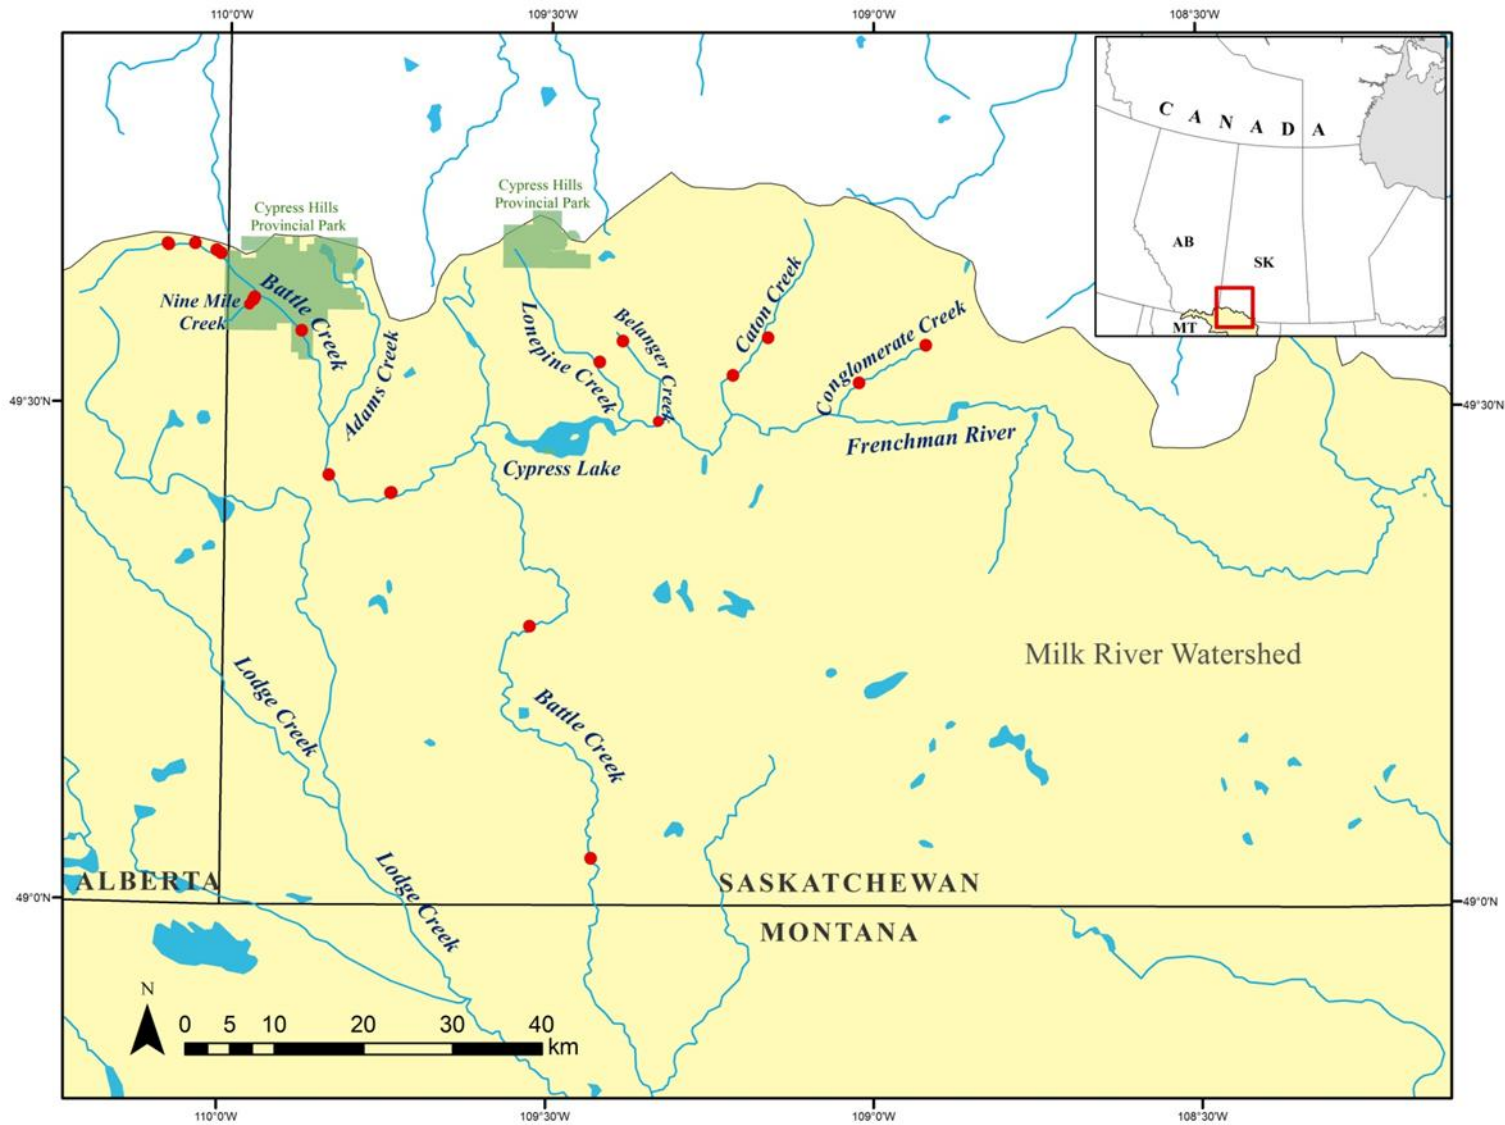 110°0'W
109°30'W
109°0'W
108°30'W
CANADA
AB
SK
MT
Cypress Hills
Provincial Park
Cypress Hills
Provincial Park
Nine Mile
Creek
Battle Creek
Adams Creek
Lonepine Creek
Belanger Creek
Caton Creek
Conglomerate Creek
49°30'N
49°30'N
Frenchman River
Cypress Lake
Milk River Watershed
Lodge Creek
Battle Creek
Lodge Creek
ALBERTA
SASKATCHEWAN
49°0'N
49°0'N
MONTANA
N
0 5 10 20 30 40
km
110°0'W
109°30'W
109°0'W
108°30'W